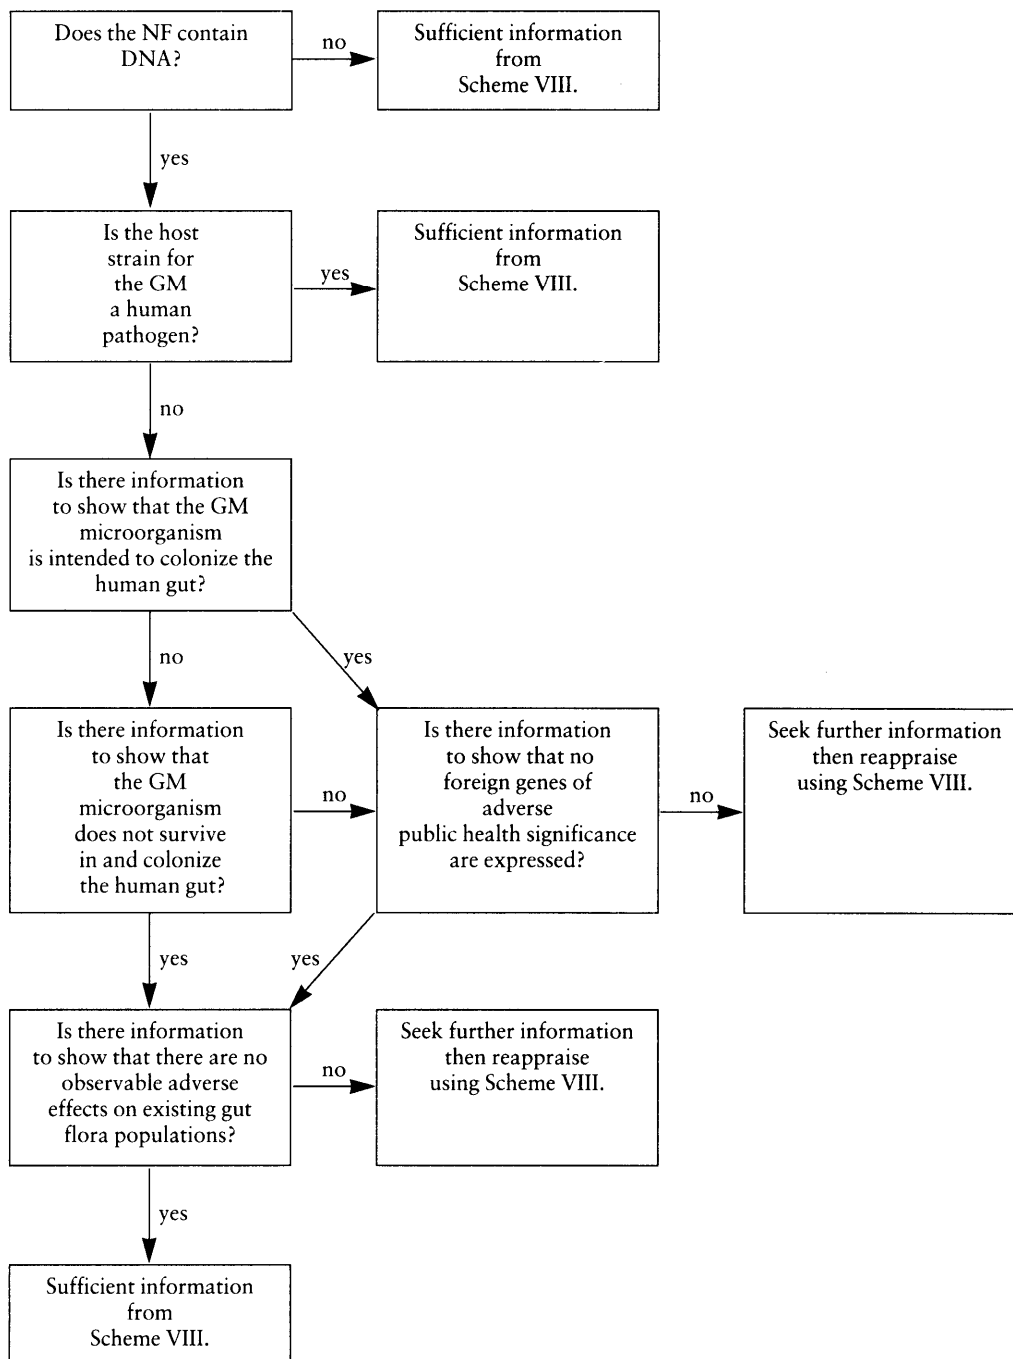 Does the NF contain
DNA?
no
Sufficient information
from
Scheme VIII.
yes
Is the host
strain for
the GM
a human
pathogen?
yes
Sufficient information
from
Scheme VIII.
no
Is there information
to show that the GM
microorganism
is intended to colonize the
human gut?
no
yes
Is there information
to show that
the GM
microorganism
does not survive
in and colonize
the human gut?
no
Is there information
to show that no
foreign genes of
adverse
public health significance
are expressed?
no
Seek further information
then reappraise
using Scheme VIII.
yes
yes
Is there information
to show that there are no
observable adverse
effects on existing gut
flora populations?
no
Seek further information
then reappraise
using Scheme VIII.
yes
Sufficient information
from
Scheme VIII.